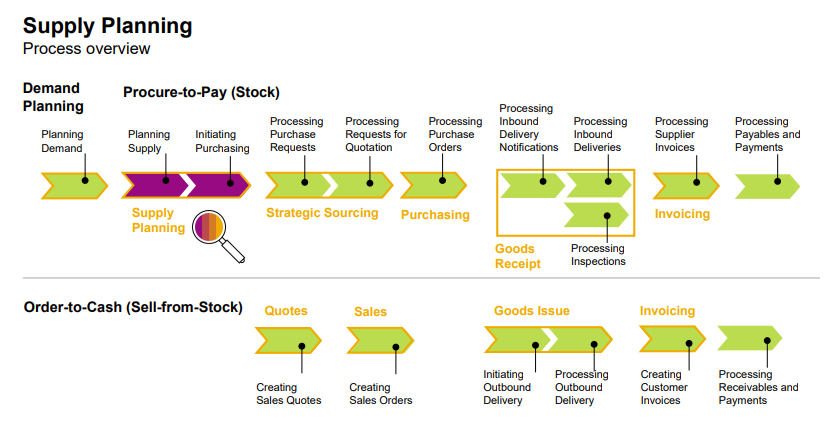 Supply Planning
Process overview
Demand
Planning
Procure-to-Pay (Stock)
Planning
Demand
Planning
Supply
Initiating
Purchasing
Processing
Purchase
Requests
Processing
Requests for
Quotation
Processing
Purchase
Orders
Processing
Inbound
Delivery
Notifications
Processing
Inbound
Deliveries
Processing
Supplier
Invoices
Processing
Payables and
Payments
Supply
Planning
Strategic Sourcing
Purchasing
Goods
Receipt
Processing
Inspections
Invoicing
Order-to-Cash (Sell-from-Stock)
Quotes
Sales
Goods Issue
Invoicing
Creating
Sales Quotes
Creating
Sales Orders
Initiating
Outbound
Delivery
Processing
Outbound
Delivery
Creating
Customer
Invoices
Processing
Receivables and
Payments